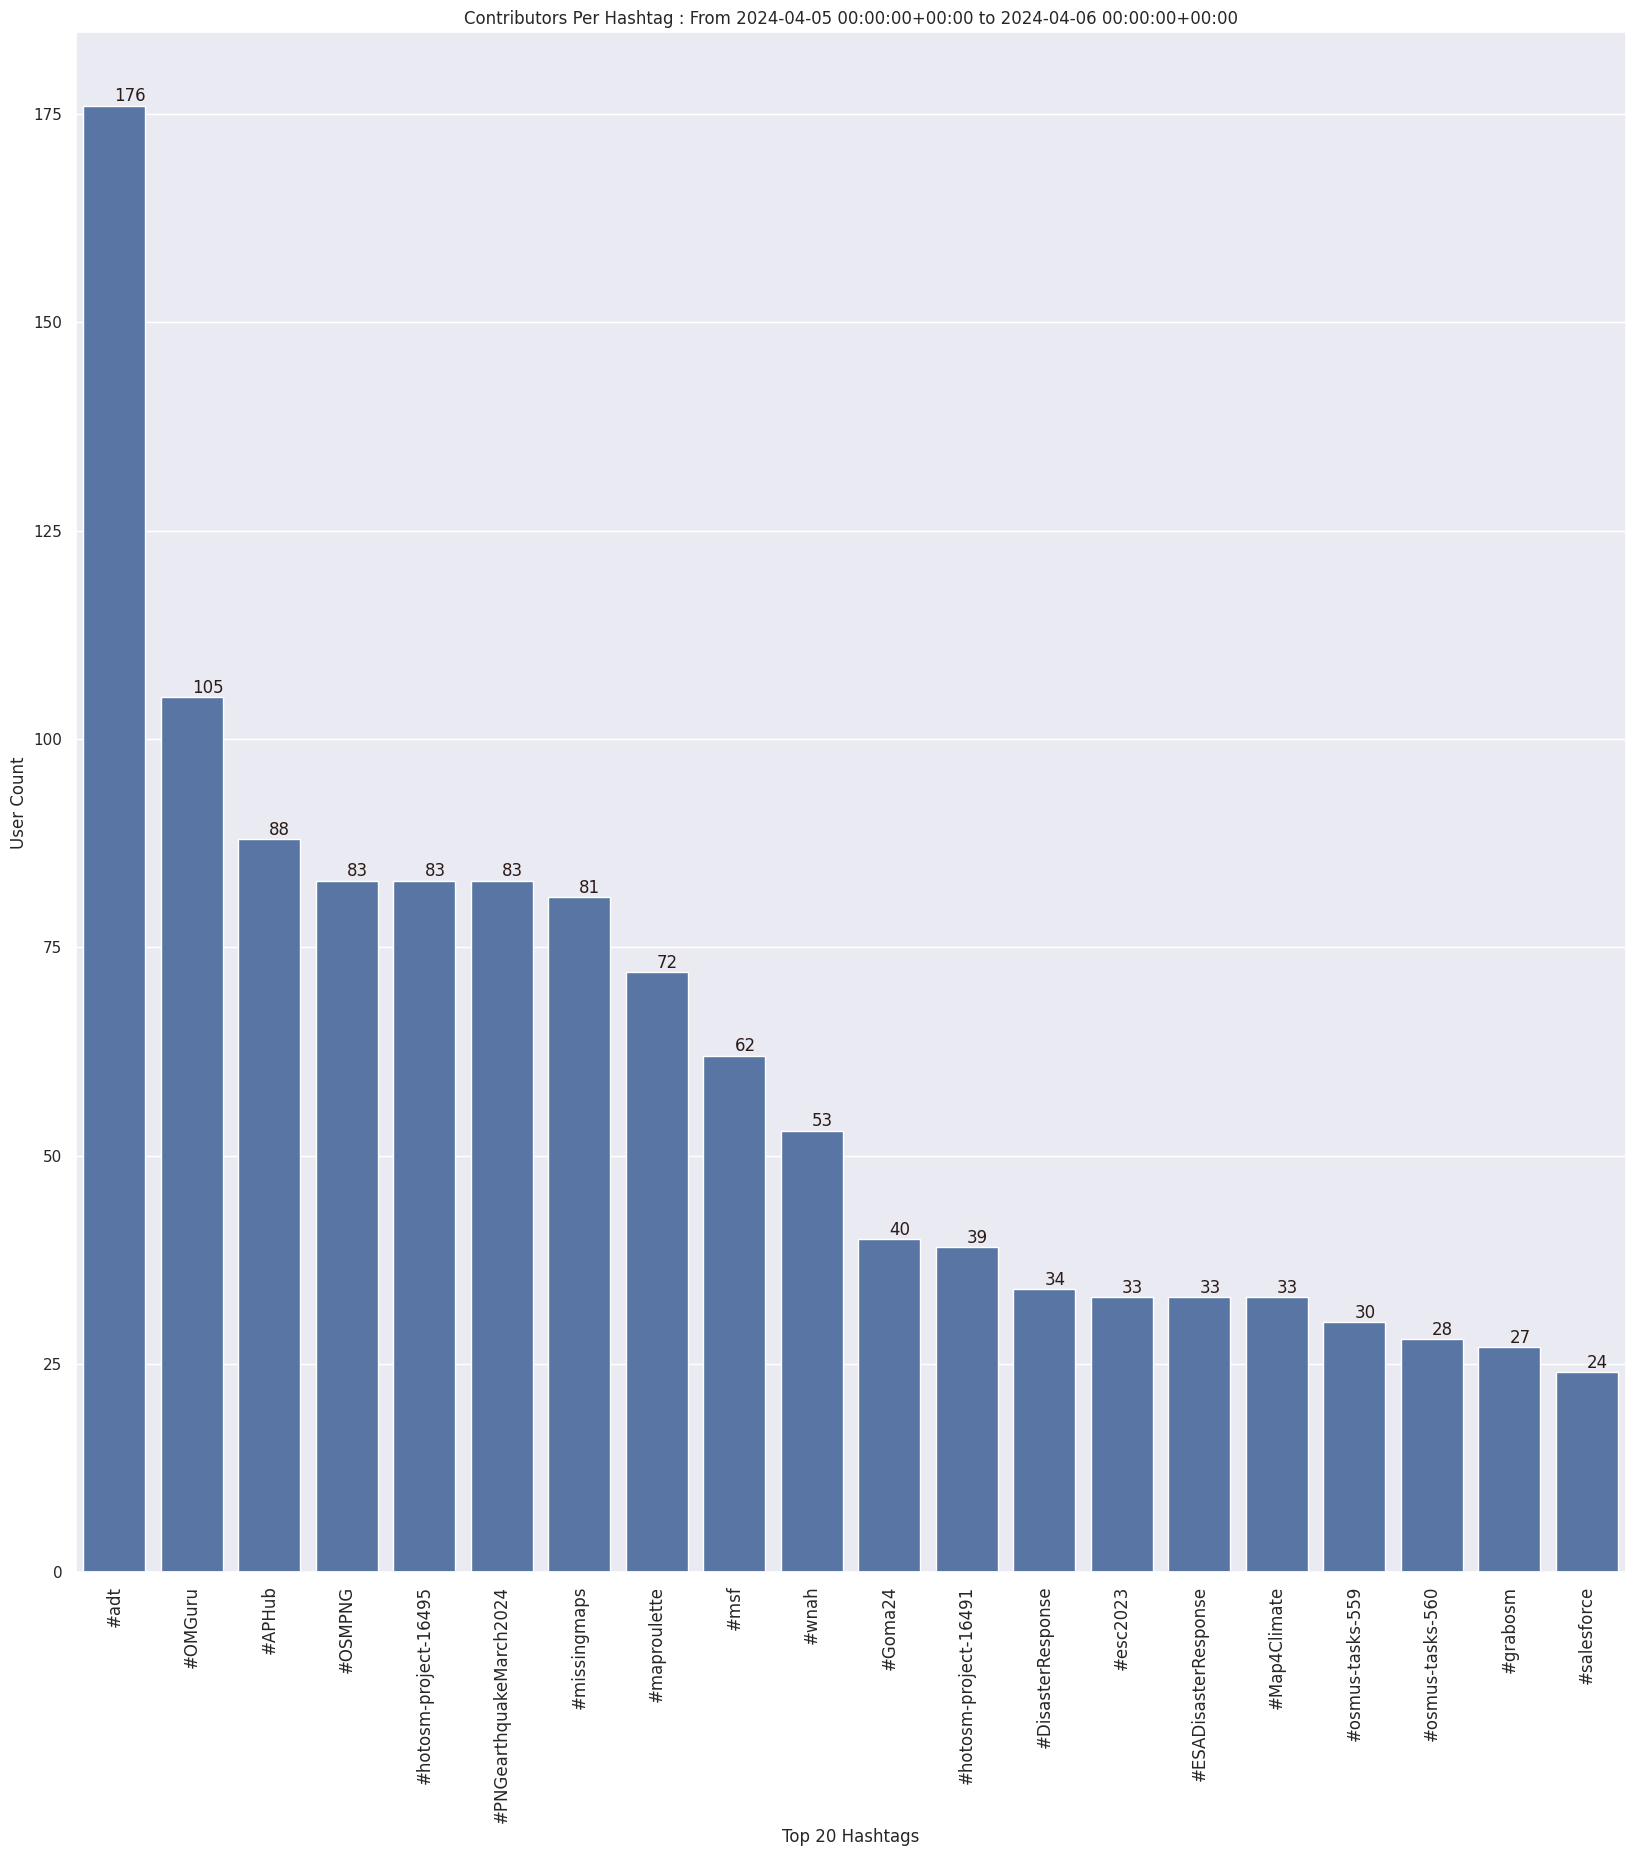 Contributors Per Hashtag : From 2024-04-05 00:00:00+00:00 to 2024-04-06 00:00:00+00:00
User Count
175
150
125
100
75
50
25
0
176
105
88
83
83
83
81
72
62
53
40
39
34
33
33
33
30
28
27
24
#adt
#OMGuru
#APHub
#OSMPNG
#hotosm-project-16495
#PNGearthquakeMarch2024
#missingmaps
#maproulette
#msf
#wnah
#Goma24
#hotosm-project-16491
#DisasterResponse
#esc2023
#ESADisasterResponse
#Map4Climate
#osmus-tasks-559
#osmus-tasks-560
#grabosm
#salesforce
Top 20 Hashtags